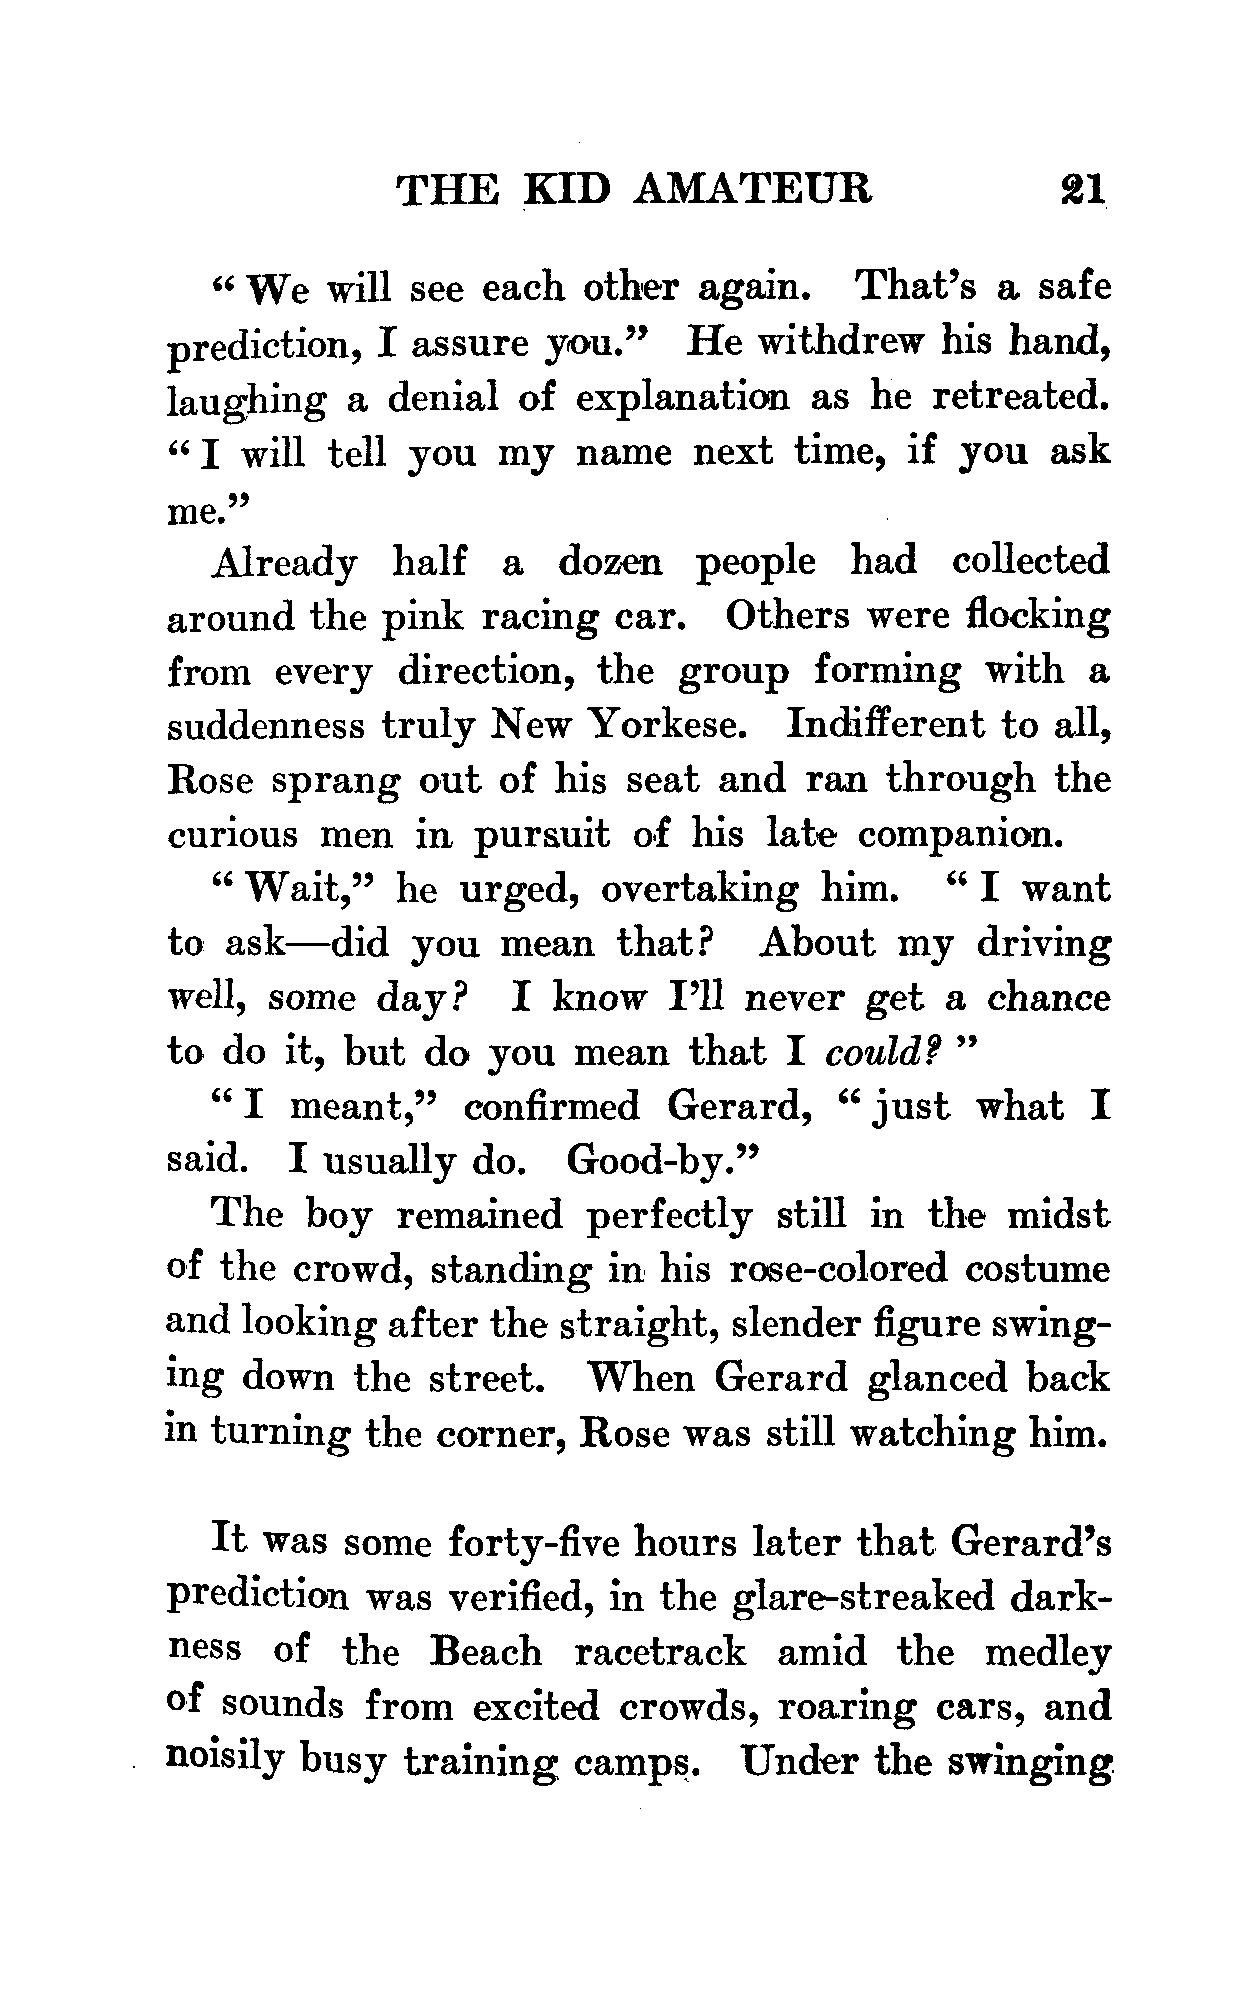 THE KID AMATEUR 21
“ We will see each other again. That’s a safe
prediction, I assure you.” He withdrew his hand,
laughing a denial of explanation as he retreated.
“ I will tell you my name next time, if you ask
me.”
Already half a dozen people had collected
around the pink racing car. Others were flocking
from every direction, the group forming with a
suddenness truly New Yorkese. Indifferent to all,
Rose sprang out of his seat and ran through the
curious men in pursuit of his late companion.
“ Wait,” he urged, overtaking him. “ I want
to ask—did you mean that? About my driving
well, some day? I know I’ll never get a chance
to do it, but do you mean that I could? ”
“ I meant,” confirmed Gerard, “ just what I
said. I usually do. Good-by.”
The boy remained perfectly still in the midst
of the crowd, standing in his rose-colored costume
and looking after the straight, slender figure swing-
ing down the street. When Gerard glanced back
in turning the corner, Rose was still watching him.
It was some forty-five hours later that Gerard’s
prediction was verified, in the glare-streaked dark-
ness of the Beach racetrack amid the medley
of sounds from excited crowds, roaring cars, and
noisily busy training camps. Under the swinging